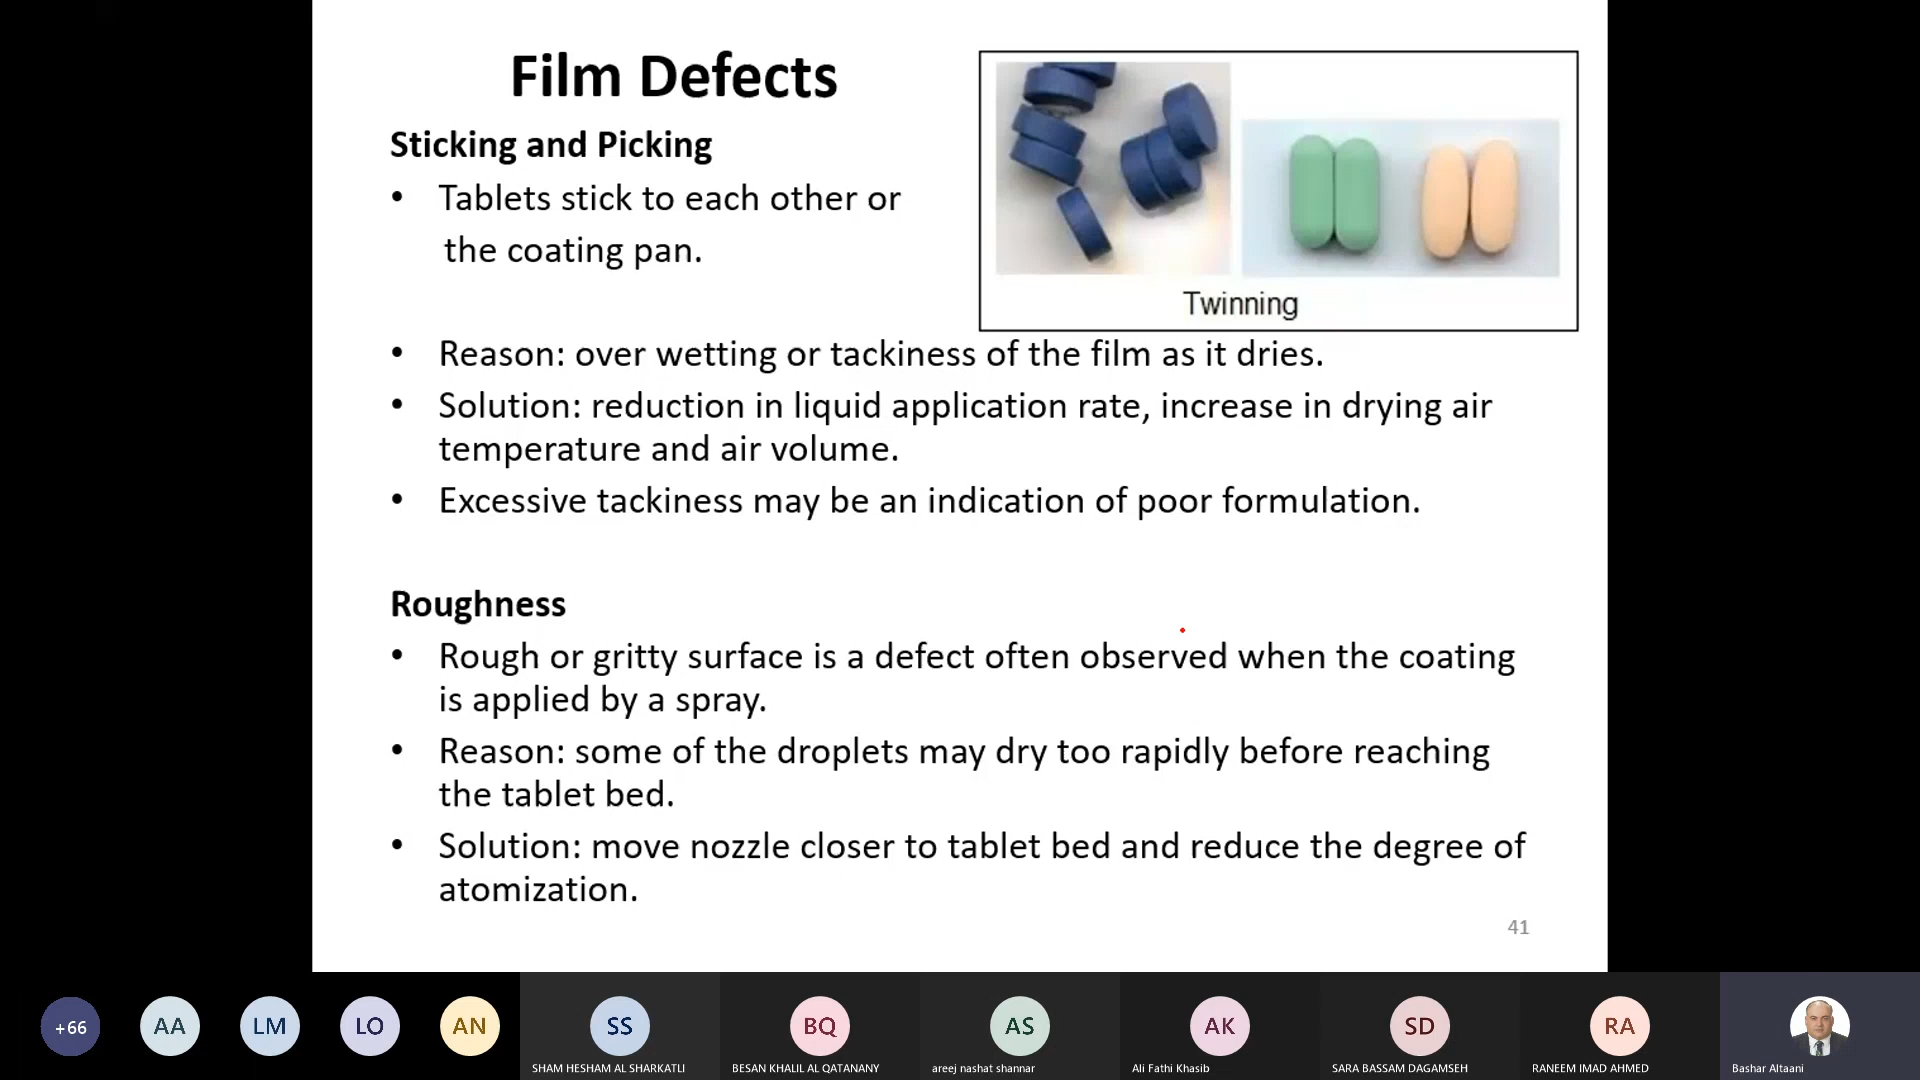 Film Defects
Sticking and Picking
• Tablets stick to each other or
the coating pan.
Twinning
• Reason: over wetting or tackiness of the film as it dries.
• Solution: reduction in liquid application rate, increase in drying air
temperature and air volume.
• Excessive tackiness may be an indication of poor formulation.
Roughness
• Rough or gritty surface is a defect often observed when the coating
is applied by a spray.
• Reason: some of the droplets may dry too rapidly before reaching
the tablet bed.
• Solution: move nozzle closer to tablet bed and reduce the degree of
atomization.
41
+66
AA
LM
LO
AN
SS
BQ
AS
AK
SD
RA
SHAM HESHAM AL SHARKATLI
BESAN KHALIL AL QATANANY
areej nashat shannar
Ali Fathi Khasib
SARA BASSAM DAGAMSEH
RANEEM IMAD AHMED
Bashar Altaani